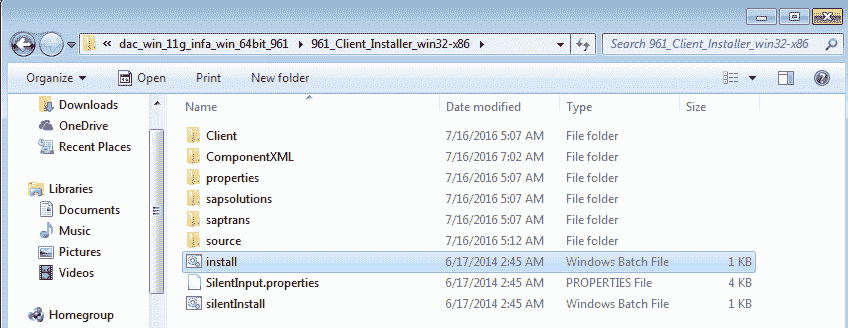 « dac_win_11g_infa_win_64bit_961 ▸ 961_Client_Installer_win32-x86 ▸ Search 961_Client_Installer_win32-x86
Organize ▼ Open Print New folder
Downloads Name Date modified Type Size
OneDrive
Recent Places
Client 7/16/2016 5:07 AM File folder
ComponentXML 7/16/2016 7:02 AM File folder
properties 7/16/2016 5:07 AM File folder
Libraries
sapsolutions 7/16/2016 5:07 AM File folder
Documents
saptrans 7/16/2016 5:07 AM File folder
Music
source 7/16/2016 5:12 AM File folder
Pictures
install 6/17/2014 2:45 AM Windows Batch File 1 KB
Videos
SilentInput.properties 6/17/2014 2:45 AM PROPERTIES File 4 KB
silentInstall 6/17/2014 2:45 AM Windows Batch File 1 KB
Homegroup